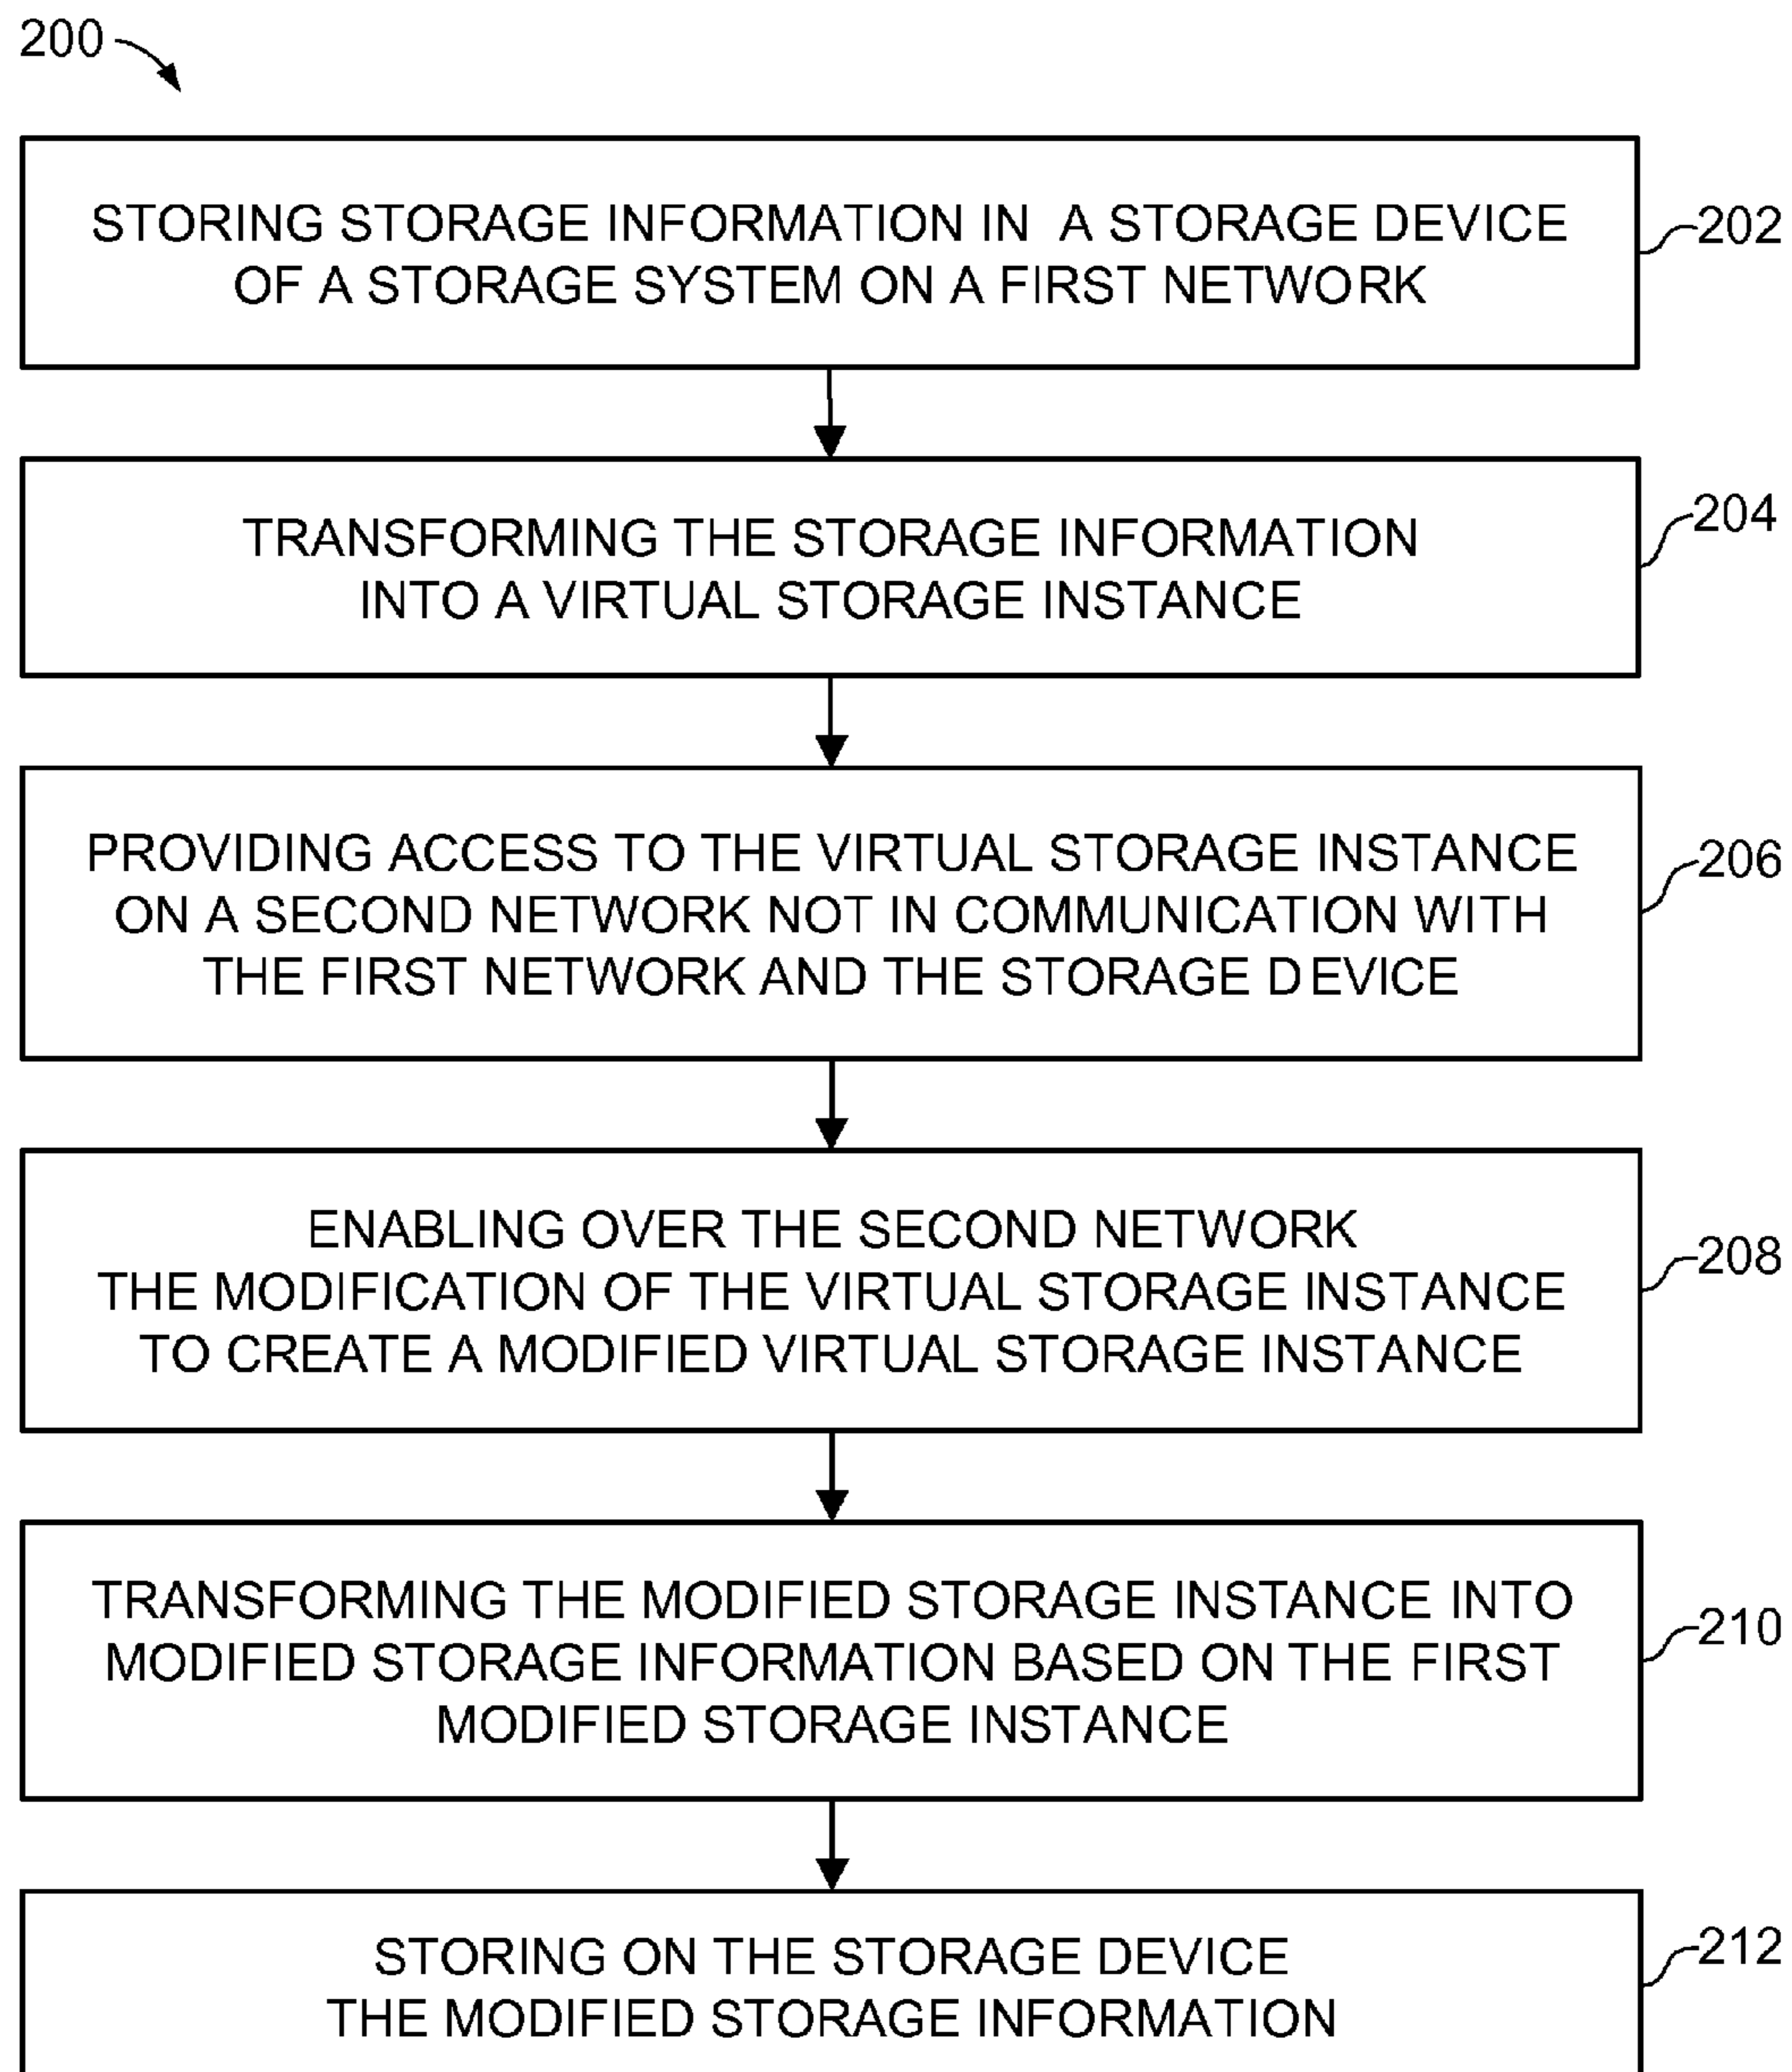 200
STORING STORAGE INFORMATION IN A STORAGE DEVICE
OF A STORAGE SYSTEM ON A FIRST NETWORK
202
TRANSFORMING THE STORAGE INFORMATION
INTO A VIRTUAL STORAGE INSTANCE
204
PROVIDING ACCESS TO THE VIRTUAL STORAGE INSTANCE
ON A SECOND NETWORK NOT IN COMMUNICATION WITH
THE FIRST NETWORK AND THE STORAGE DEVICE
206
ENABLING OVER THE SECOND NETWORK
THE MODIFICATION OF THE VIRTUAL STORAGE INSTANCE
TO CREATE A MODIFIED VIRTUAL STORAGE INSTANCE
208
TRANSFORMING THE MODIFIED STORAGE INSTANCE INTO
MODIFIED STORAGE INFORMATION BASED ON THE FIRST
MODIFIED STORAGE INSTANCE
210
STORING ON THE STORAGE DEVICE
THE MODIFIED STORAGE INFORMATION
212